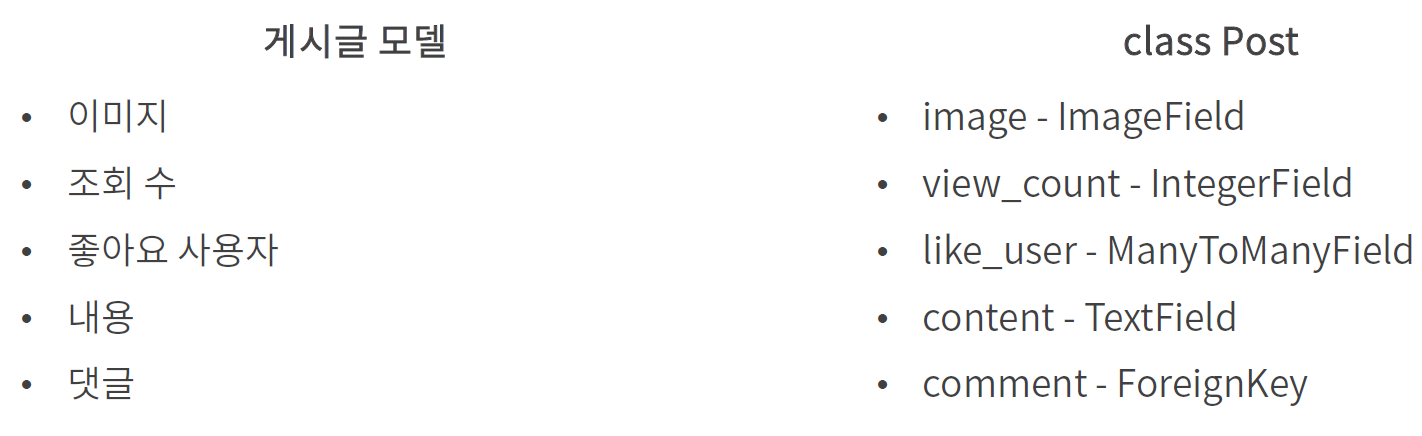 게시글 모델
• 이미지
• 조회 수
• 좋아요 사용자
• 내용
• 댓글
class Post
• image - ImageField
• view_count - IntegerField
• like_user - ManyToManyField
• content - TextField
• comment - ForeignKey